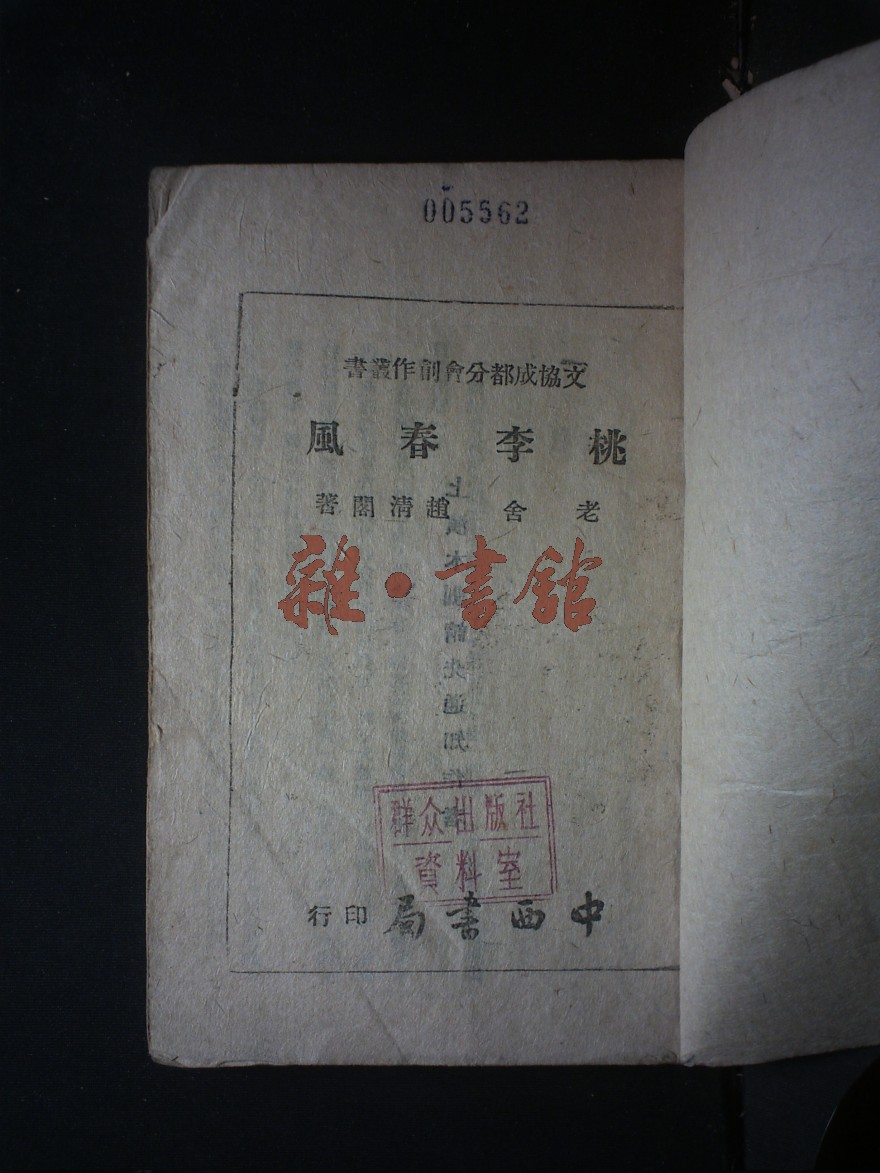 005562
文協成都分會創作叢書
桃李春風
老舍 趙清閣著
雜·書館
群众出版社
資料室
中西書局印行